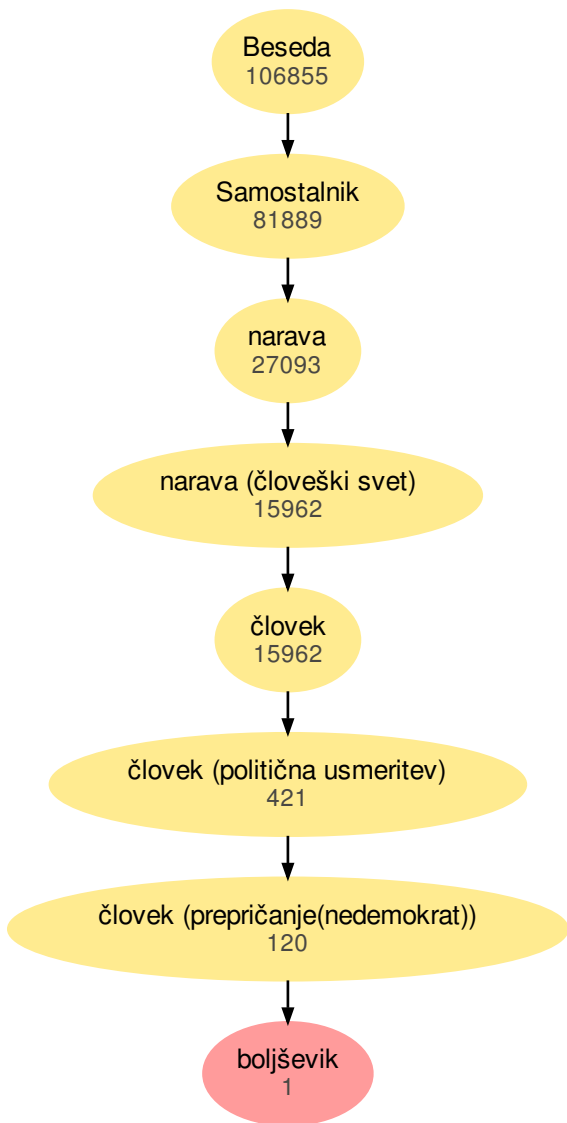 Beseda
106855
Samostalnik
81889
narava
27093
narava (človeški svet)
15962
človek
15962
človek (politična usmeritev)
421
človek (prepričanje(nedemokrat))
120
boljševik
1